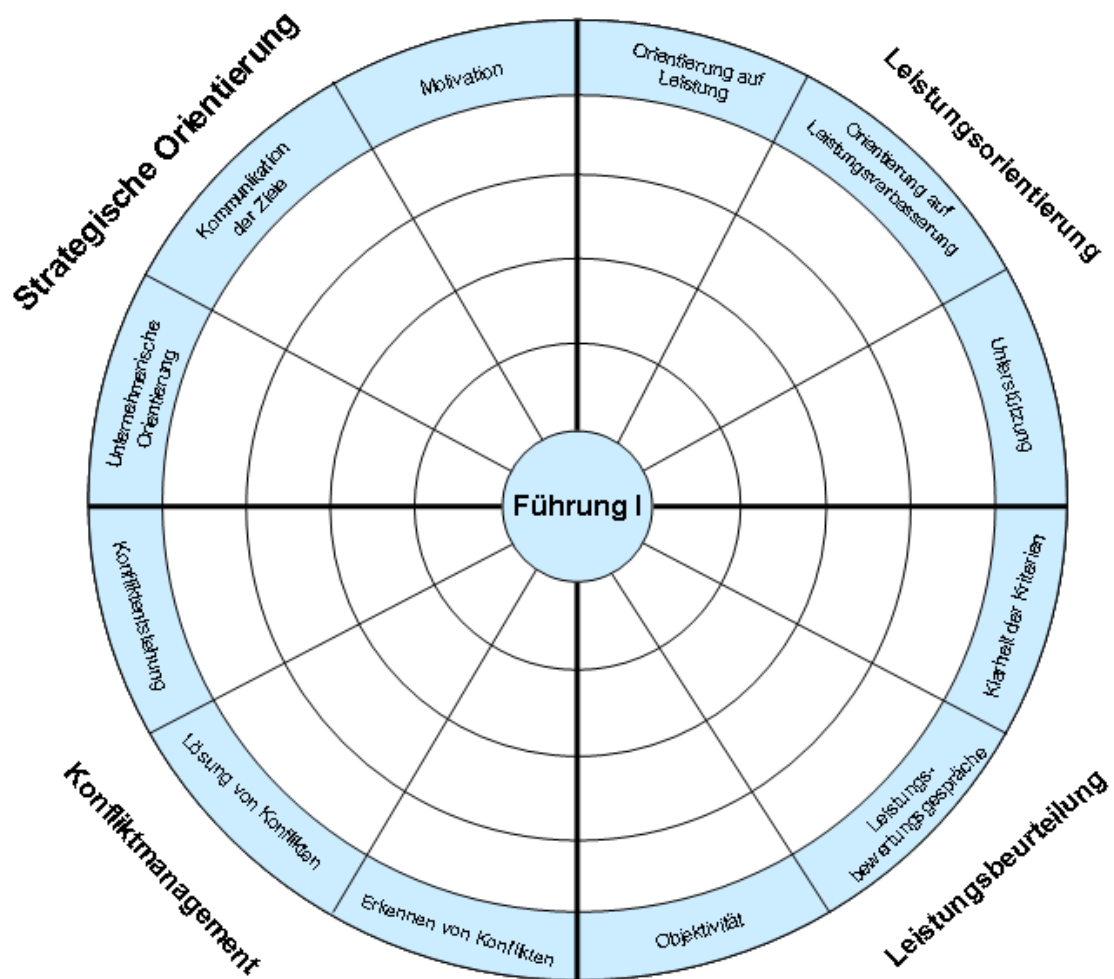 Strategische Orientierung
Leistungsorientierung
Motivation
Orientierung auf
Leistung
Kommunikation
der Ziele
Orientierung auf
Leistungsverbesserung
Unternehmerische
Orientierung
Unterstützung
Führung I
Konfliktentstehung
Klarheit der Kriterien
Lösung von Konflikten
Leistungs-
bewertungsgespräche
Erkennen von Konflikten
Objektivität
Konfliktmanagement
Leistungsbeurteilung